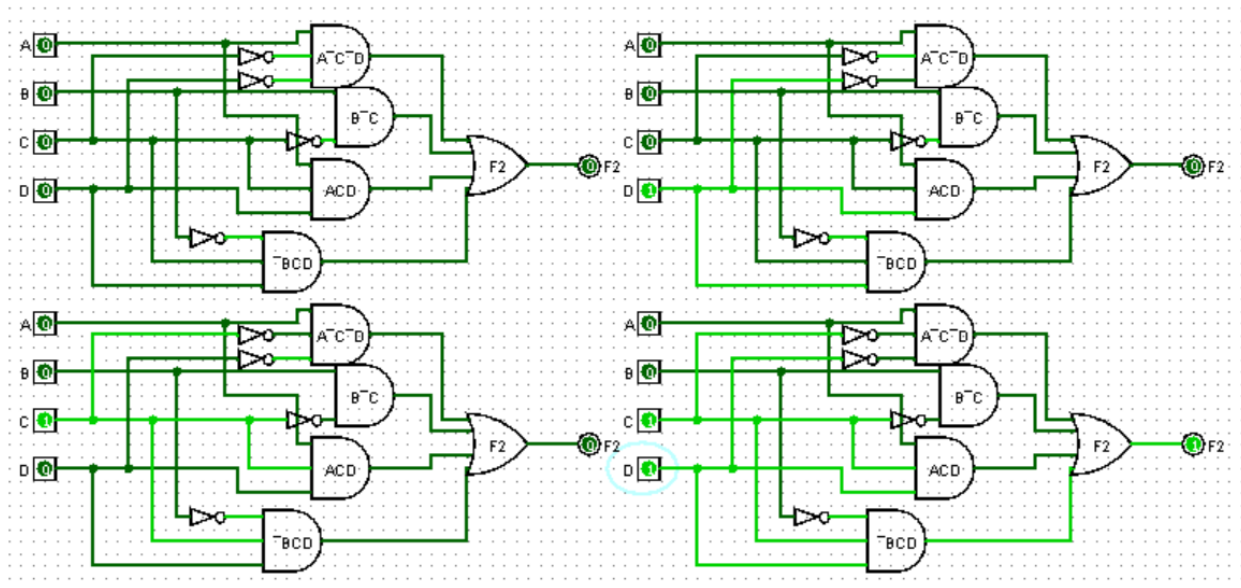 A 0 A¯C¯D
B 0 B¯C
C 0
D 0 ACD F2 0 F2
¯BCD
A 0 A¯C¯D
B 0 B¯C
C 0
D 1 ACD F2 0 F2
¯BCD
A 0 A¯C¯D
B 0 B¯C
C 1
D 0 ACD F2 0 F2
¯BCD
A 0 A¯C¯D
B 0 B¯C
C 1
D 1 ACD F2 1 F2
¯BCD